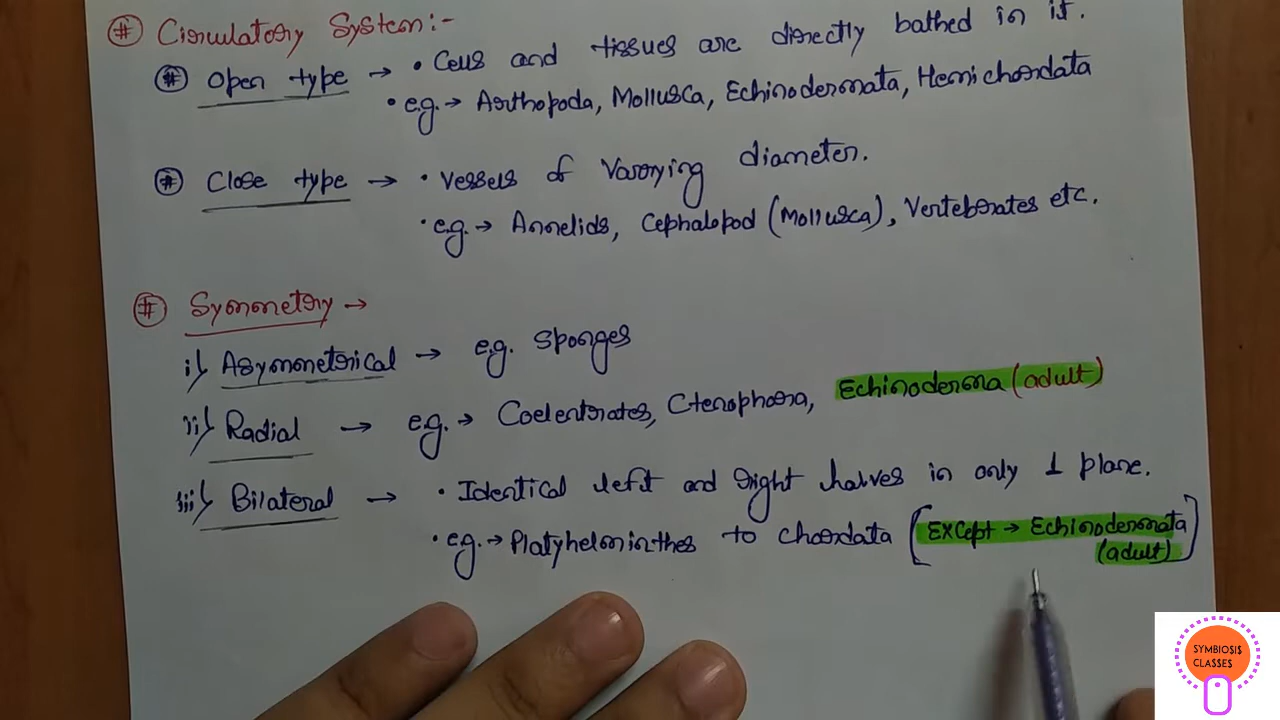 # Circulatory System:-
# Open type → • Cells and tissues are directly bathed in it.
• e.g. → Arthopoda, Mollusca, Echinodermata, Hemichordata
# Close type → • Vessels of Varrying diameter.
• e.g. → Annelids, Cephalopod (Mollusca), Vertebrates etc.
# Symmetry →
i) Asymmetrical → e.g. Sponges
ii) Radial → e.g. → Coelentrates, Ctenophora, Echinoderma (adult)
iii) Bilateral → • Identical left and right halves in only 1 plane.
• e.g. → Platyhelminthes to chordata [Except → Echinodermata
(adult)]
SYMBIOSIS
CLASSES